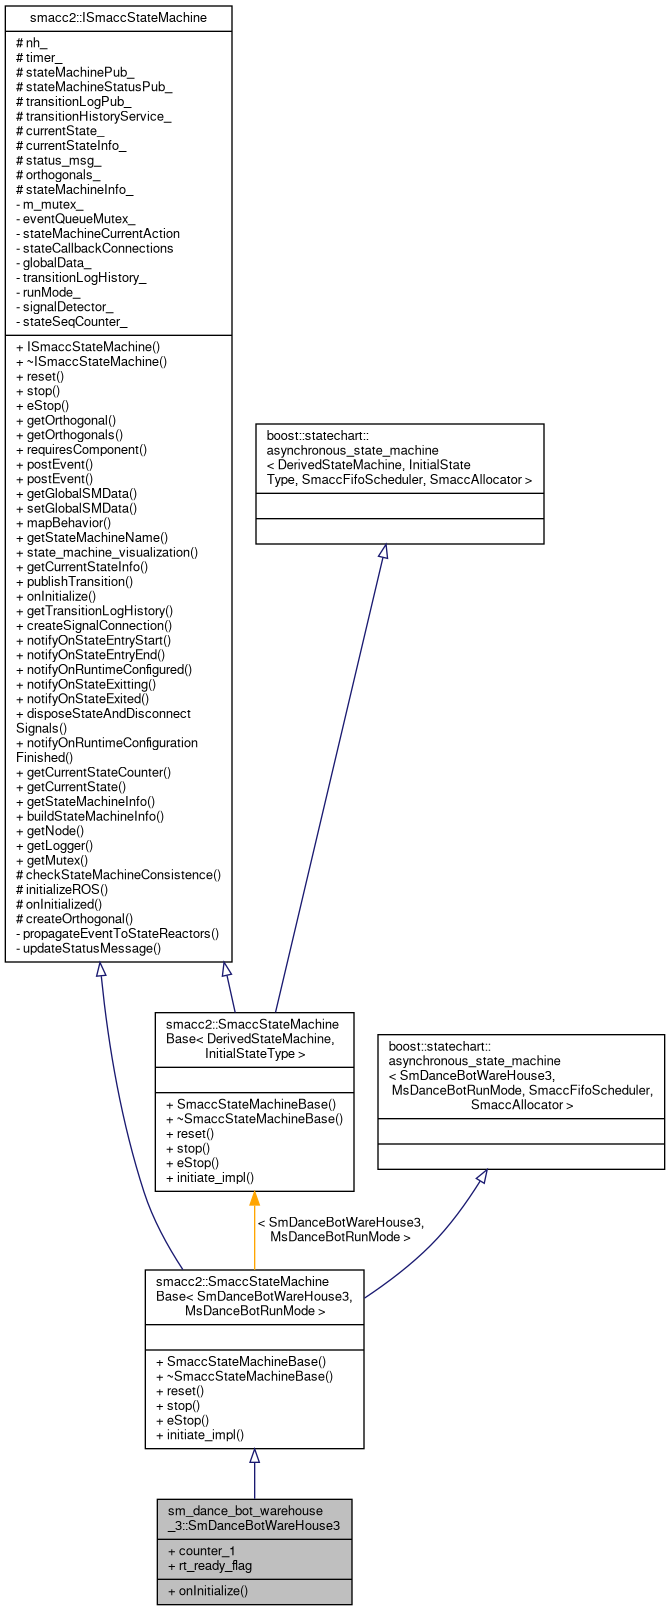 smacc2::ISmaccStateMachine
# nh_
# timer_
# stateMachinePub_
# stateMachineStatusPub_
# transitionLogPub_
# transitionHistoryService_
# currentState_
# currentStateInfo_
# status_msg_
# orthogonals_
# stateMachineInfo_
- m_mutex_
- eventQueueMutex_
- stateMachineCurrentAction
- stateCallbackConnections
- globalData_
- transitionLogHistory_
- runMode_
- signalDetector_
- stateSeqCounter_
+ ISmaccStateMachine()
+ ~ISmaccStateMachine()
+ reset()
+ stop()
+ eStop()
+ getOrthogonal()
+ getOrthogonals()
+ requiresComponent()
+ postEvent()
+ postEvent()
+ getGlobalSMData()
+ setGlobalSMData()
+ mapBehavior()
+ getStateMachineName()
+ state_machine_visualization()
+ getCurrentStateInfo()
+ publishTransition()
+ onInitialize()
+ getTransitionLogHistory()
+ createSignalConnection()
+ notifyOnStateEntryStart()
+ notifyOnStateEntryEnd()
+ notifyOnRuntimeConfigured()
+ notifyOnStateExitting()
+ notifyOnStateExited()
+ disposeStateAndDisconnect
Signals()
+ notifyOnRuntimeConfiguration
Finished()
+ getCurrentStateCounter()
+ getCurrentState()
+ getStateMachineInfo()
+ buildStateMachineInfo()
+ getNode()
+ getLogger()
+ getMutex()
# checkStateMachineConsistence()
# initializeROS()
# onInitialized()
# createOrthogonal()
- propagateEventToStateReactors()
- updateStatusMessage()
boost::statechart::
asynchronous_state_machine
< DerivedStateMachine, InitialState
Type, SmaccFifoScheduler, SmaccAllocator >
smacc2::SmaccStateMachine
Base< DerivedStateMachine,
InitialStateType >
+ SmaccStateMachineBase()
+ ~SmaccStateMachineBase()
+ reset()
+ stop()
+ eStop()
+ initiate_impl()
boost::statechart::
asynchronous_state_machine
< SmDanceBotWareHouse3,
MsDanceBotRunMode, SmaccFifoScheduler,
SmaccAllocator >
< SmDanceBotWareHouse3,
MsDanceBotRunMode >
smacc2::SmaccStateMachine
Base< SmDanceBotWareHouse3,
MsDanceBotRunMode >
+ SmaccStateMachineBase()
+ ~SmaccStateMachineBase()
+ reset()
+ stop()
+ eStop()
+ initiate_impl()
sm_dance_bot_warehouse
_3::SmDanceBotWareHouse3
+ counter_1
+ rt_ready_flag
+ onInitialize()